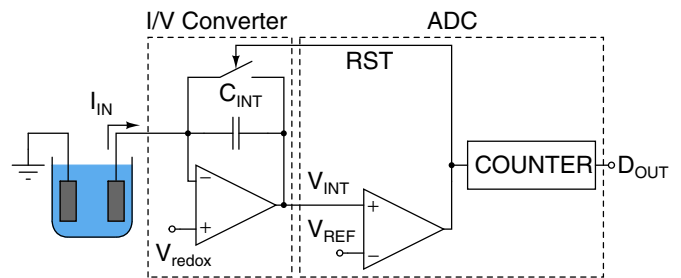 I/V Converter
ADC
RST
I_IN
C_INT
−
+
V_redox
V_INT
V_REF
+
−
COUNTER
D_OUT